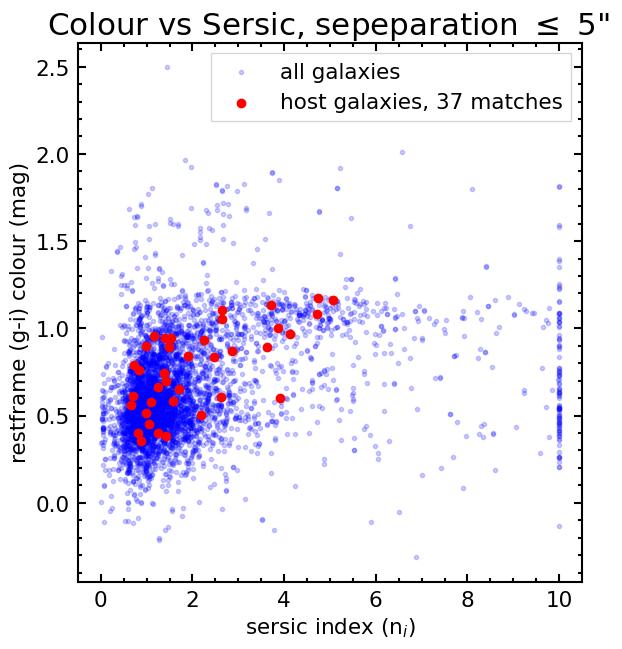 Colour vs Sersic, sepeparation ≤ 5"
all galaxies
host galaxies, 37 matches
restframe (g-i) colour (mag)
2.5
2.0
1.5
1.0
0.5
0.0
0 2 4 6 8 10
sersic index (nᵢ)